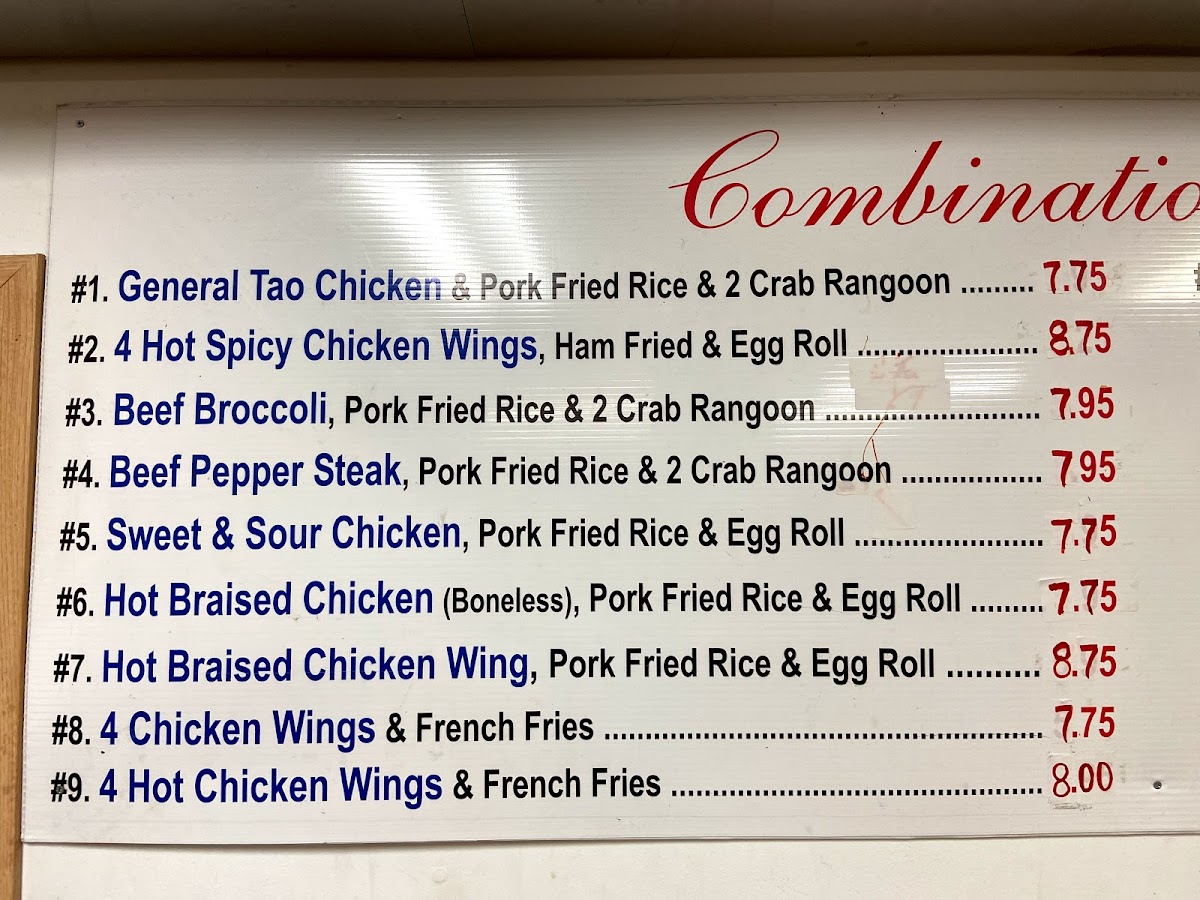 Combinatio
#1. General Tao Chicken & Pork Fried Rice & 2 Crab Rangoon ......... 7.75
#2. 4 Hot Spicy Chicken Wings, Ham Fried & Egg Roll ...................... 8.75
#3. Beef Broccoli, Pork Fried Rice & 2 Crab Rangoon .......................... 7.95
#4. Beef Pepper Steak, Pork Fried Rice & 2 Crab Rangoon ................. 7.95
#5. Sweet & Sour Chicken, Pork Fried Rice & Egg Roll ....................... 7.75
#6. Hot Braised Chicken (Boneless), Pork Fried Rice & Egg Roll ......... 7.75
#7. Hot Braised Chicken Wing, Pork Fried Rice & Egg Roll .......... 8.75
#8. 4 Chicken Wings & French Fries ..................................................... 7.75
#9. 4 Hot Chicken Wings & French Fries ............................................. 8.00